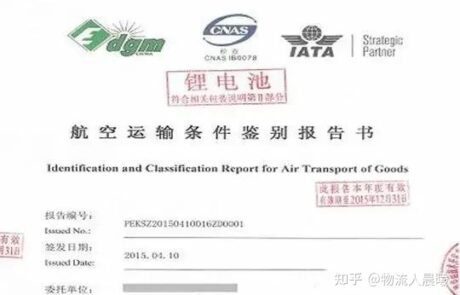 dgm
CHINA
CNAS
检查
CNAS IB0078
IATA
Strategic
Partner
锂电池
符合相关包装说明第II部分
航空运输条件鉴别报告书
Identification and Classification Report for Air Transport of Goods
此报告本年度有效
有效期至2015年12月31日
报告编号:
Issued No.:
PEKSZ20150410016ZD0001
签发日期:
Issued Date:
2015.04.10
有效
31日
委托单位:
知乎 @物流人晨曦